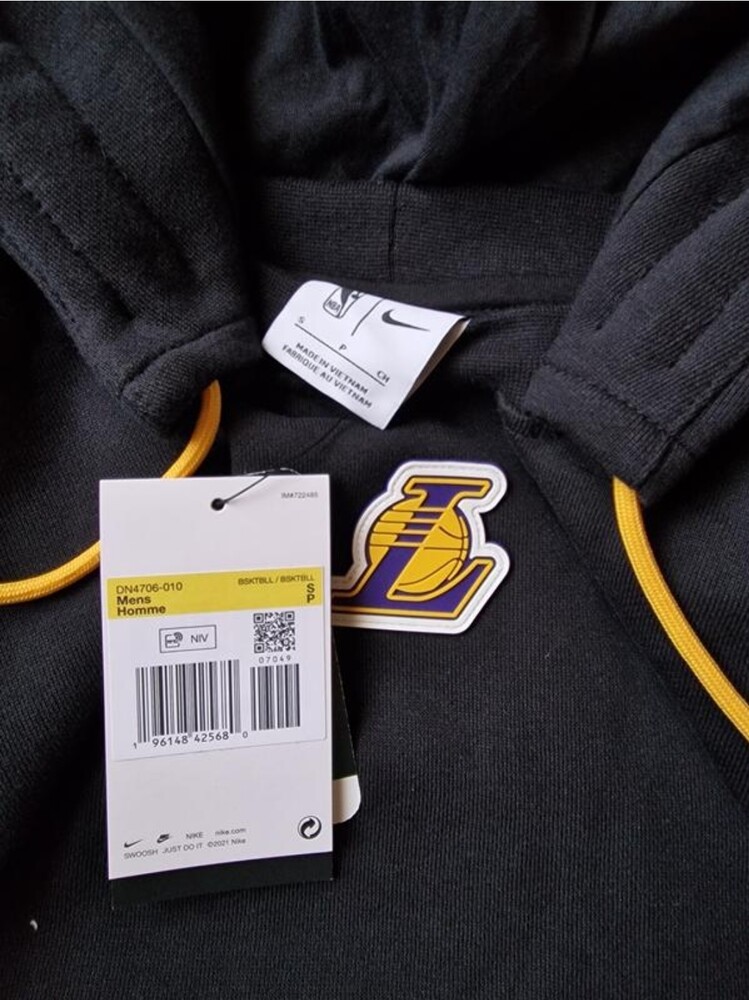 NBA
S
P
CH
MADE IN VIETNAM
FABRIQUE AU VIETNAM
IM#722485
DN4706-010 BSKTBLL / BSKTBLL
Mens S
Homme P
NIV
07049
1 96148 42568 0
NIKE nike.com
SWOOSH JUST DO IT ©2021 Nike
L